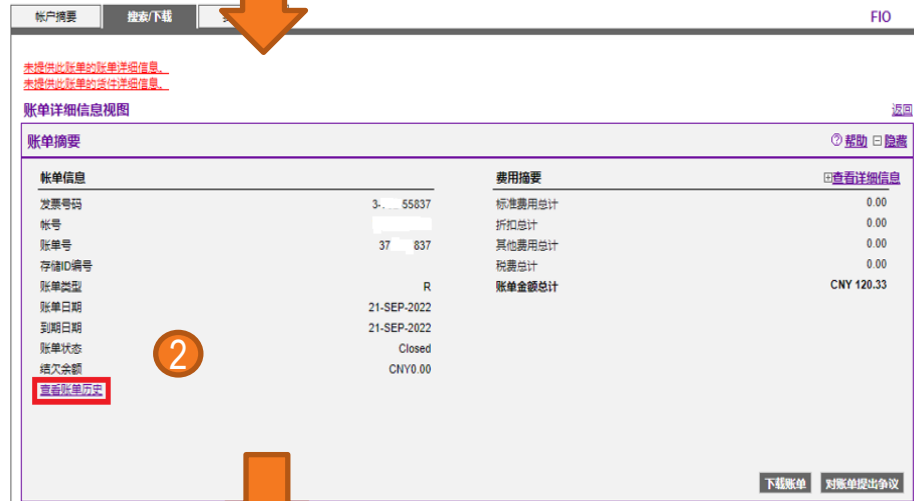 帐户摘要 搜索/下载 FIO
未提供此账单的账单详细信息。
未提供此账单的货件详细信息。
账单详细信息视图 返回
账单摘要 帮助 隐藏
帐单信息 费用摘要 查看详细信息
发票号码 3- 55837 标准费用总计 0.00
帐号 折扣总计 0.00
账单号 37 837 其他费用总计 0.00
存储ID编号 税费总计 0.00
账单类型 R 账单金额总计 CNY 120.33
账单日期 21-SEP-2022
到期日期 21-SEP-2022
账单状态 Closed
2
结欠余额 CNY0.00
查看账单历史
下载账单 对账单提出争议